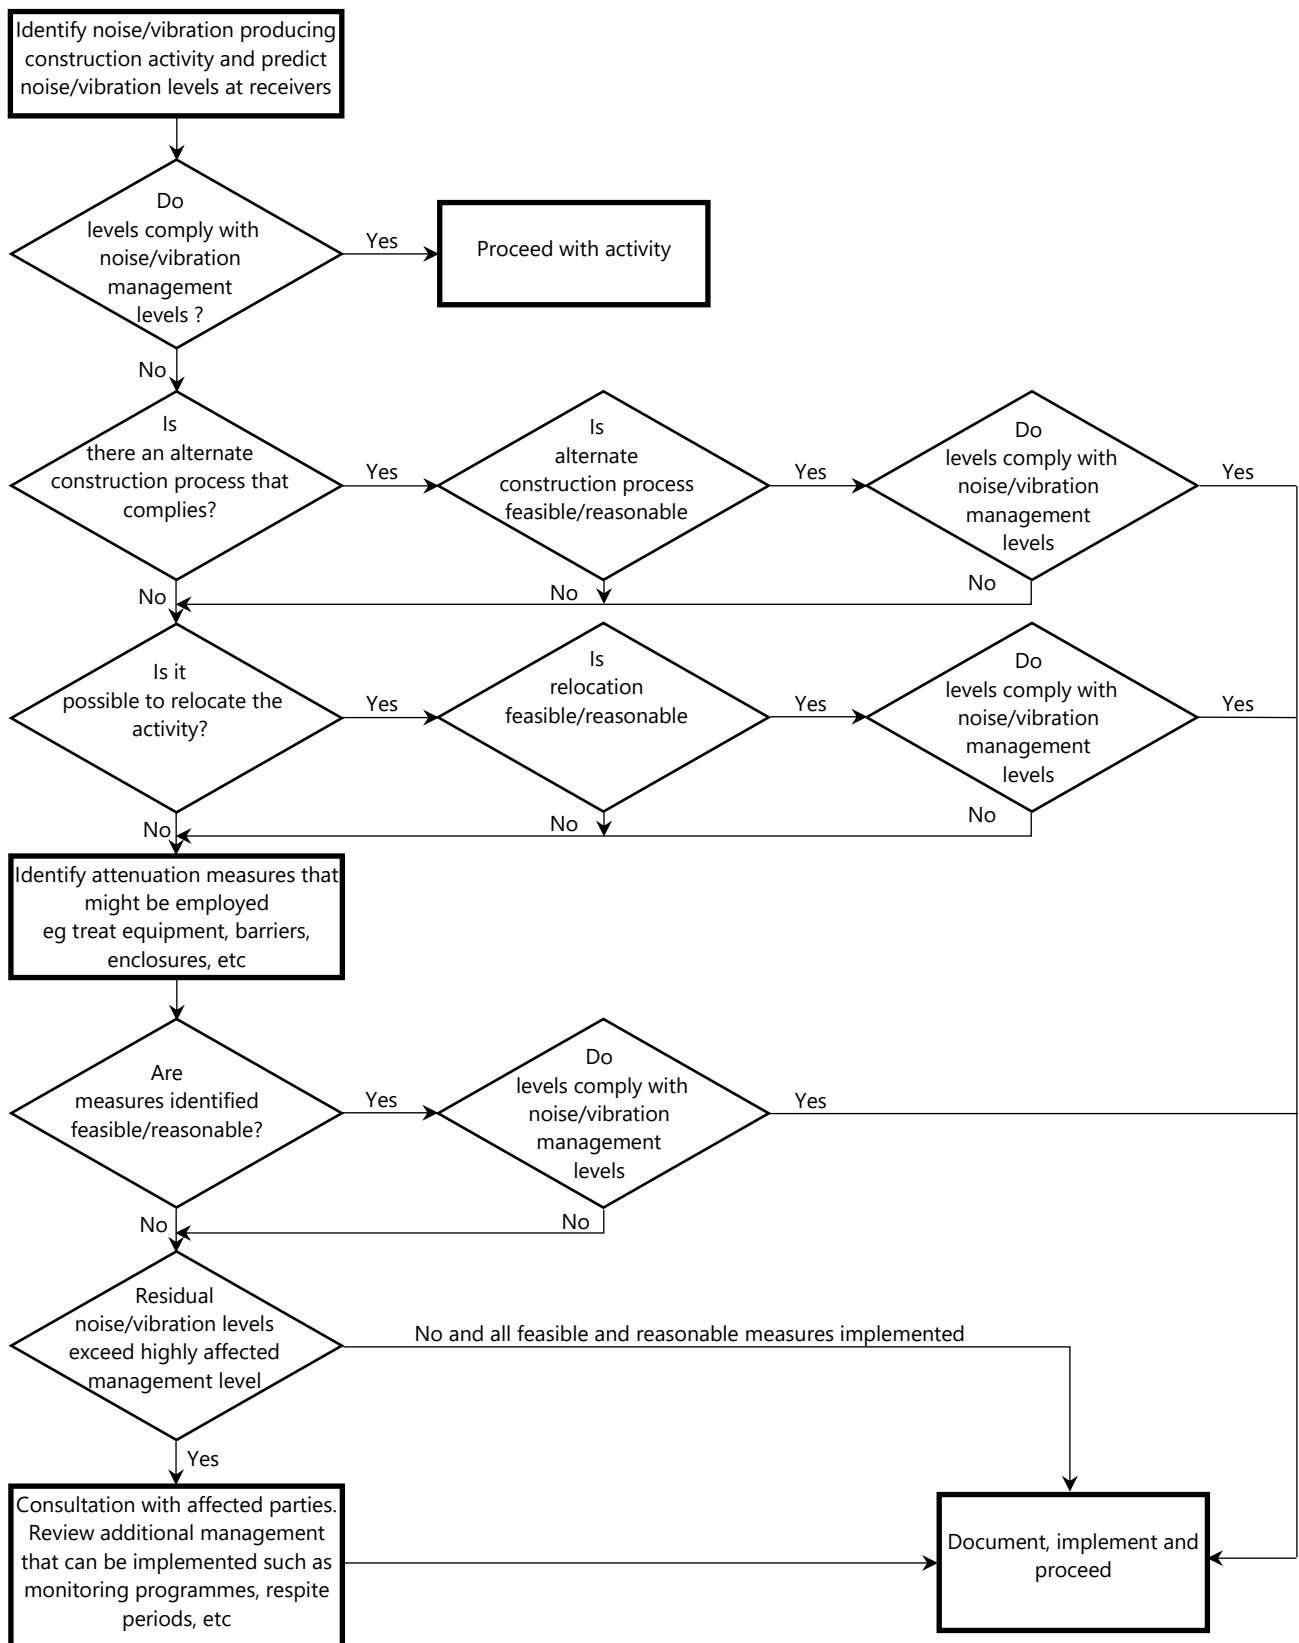 Identify noise/vibration producing
construction activity and predict
noise/vibration levels at receivers
Do
levels comply with
noise/vibration
management
levels ?
Yes
Proceed with activity
No
Is
there an alternate
construction process that
complies?
Yes
Is
alternate
construction process
feasible/reasonable
Yes
Do
levels comply with
noise/vibration
management
levels
Yes
No
No
No
Is it
possible to relocate the
activity?
Yes
Is
relocation
feasible/reasonable
Yes
Do
levels comply with
noise/vibration
management
levels
Yes
No
No
No
Identify attenuation measures that
might be employed
eg treat equipment, barriers,
enclosures, etc
Are
measures identified
feasible/reasonable?
Yes
Do
levels comply with
noise/vibration
management
levels
Yes
No
No
Residual
noise/vibration levels
exceed highly affected
management level
No and all feasible and reasonable measures implemented
Yes
Consultation with affected parties.
Review additional management
that can be implemented such as
monitoring programmes, respite
periods, etc
Document, implement and
proceed